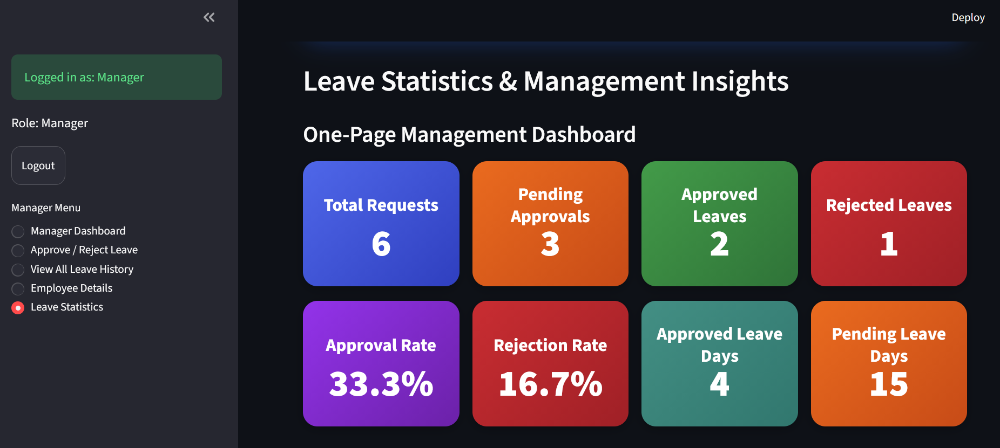 Deploy
Logged in as: Manager
Role: Manager
Logout
Manager Menu
Manager Dashboard
Approve / Reject Leave
View All Leave History
Employee Details
Leave Statistics
Leave Statistics & Management Insights
One-Page Management Dashboard
Total Requests
6
Pending
Approvals
3
Approved
Leaves
2
Rejected Leaves
1
Approval Rate
33.3%
Rejection Rate
16.7%
Approved Leave
Days
4
Pending Leave
Days
15